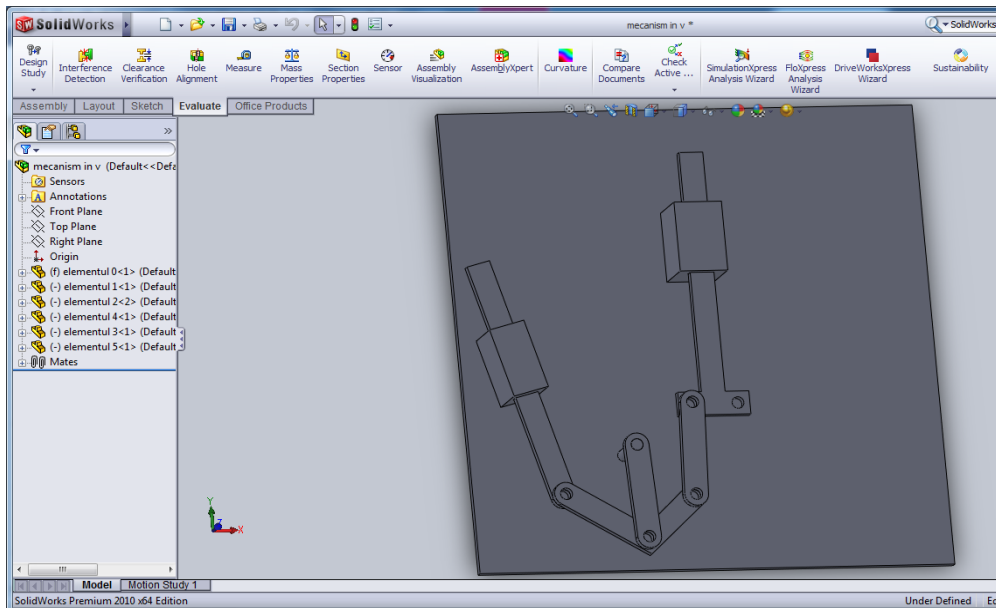 SolidWorks
mecanism in v *
SolidWorks
Design Study
Interference Detection
Clearance Verification
Hole Alignment
Measure
Mass Properties
Section Properties
Sensor
Assembly Visualization
AssemblyXpert
Curvature
Compare Documents
Check Active ...
SimulationXpress Analysis Wizard
FloXpress Analysis Wizard
DriveWorksXpress Wizard
Sustainability
Assembly
Layout
Sketch
Evaluate
Office Products
mecanism in v (Default<<Defa
Sensors
Annotations
Front Plane
Top Plane
Right Plane
Origin
(f) elementul 0<1> (Default
(-) elementul 1<1> (Default
(-) elementul 2<2> (Default
(-) elementul 4<1> (Default
(-) elementul 3<1> (Default
(-) elementul 5<1> (Default
Mates
Y
Z
X
Model
Motion Study 1
SolidWorks Premium 2010 x64 Edition
Under Defined